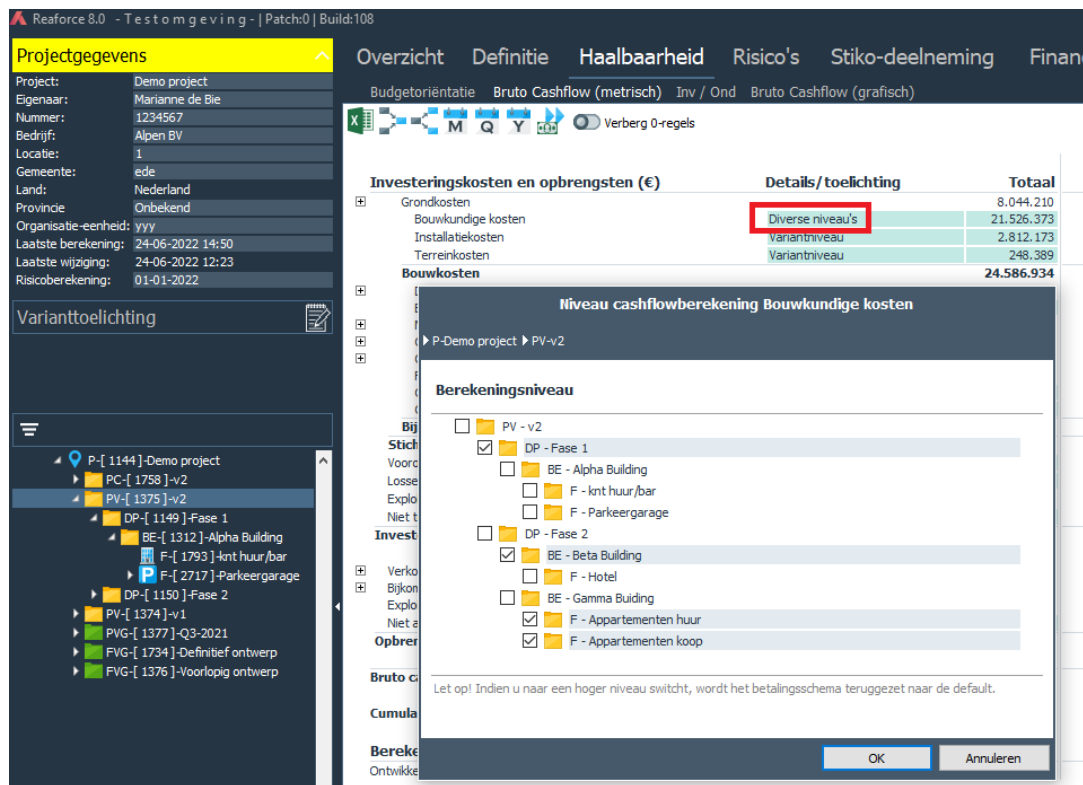 Reaforce 8.0 - T e s t o m g e v i n g - | Patch:0 | Build:108
Projectgegevens
Project: Demo project
Eigenaar: Marianne de Bie
Nummer: 1234567
Bedrijf: Alpen BV
Locatie: 1
Gemeente: ede
Land: Nederland
Provincie Onbekend
Organisatie-eenheid: yyy
Laatste berekening: 24-06-2022 14:50
Laatste wijziging: 24-06-2022 12:23
Risicoberekening: 01-01-2022
Varianttoelichting
P-[ 1144 ]-Demo project
PC-[ 1758 ]-v2
PV-[ 1375 ]-v2
DP-[ 1149 ]-Fase 1
BE-[ 1312 ]-Alpha Building
F-[ 1793 ]-knt huur/bar
P F-[ 2717 ]-Parkeergarage
DP-[ 1150 ]-Fase 2
PV-[ 1374 ]-v1
PVG-[ 1377 ]-Q3-2021
FVG-[ 1734 ]-Definitief ontwerp
FVG-[ 1376 ]-Voorlopig ontwerp
Overzicht Definitie Haalbaarheid Risico's Stiko-deelneming Finan
Budgetoriëntatie Bruto Cashflow (metrisch) Inv / Ond Bruto Cashflow (grafisch)
X M Q Y Verberg 0-regels
Investeringskosten en opbrengsten (€) Details/toelichting Totaal
Grondkosten 8.044.210
Bouwkundige kosten Diverse niveau's 21.526.373
Installatiekosten Variantniveau 2.812.173
Terreinkosten Variantniveau 248.389
Bouwkosten 24.586.934
Bij
Stich
Voorc
Losse
Explo
Niet t
Invest
Verko
Bijkon
Explo
Niet a
Opbrer
Bruto ca
Cumula
Bereke
Ontwikke
Niveau cashflowberekening Bouwkundige kosten
P-Demo project PV-v2
Berekeningsniveau
PV - v2
DP - Fase 1
BE - Alpha Building
F - knt huur/bar
F - Parkeergarage
DP - Fase 2
BE - Beta Building
F - Hotel
BE - Gamma Buiding
F - Appartementen huur
F - Appartementen koop
Let op! Indien u naar een hoger niveau switcht, wordt het betalingsschema teruggezet naar de default.
OK Annuleren